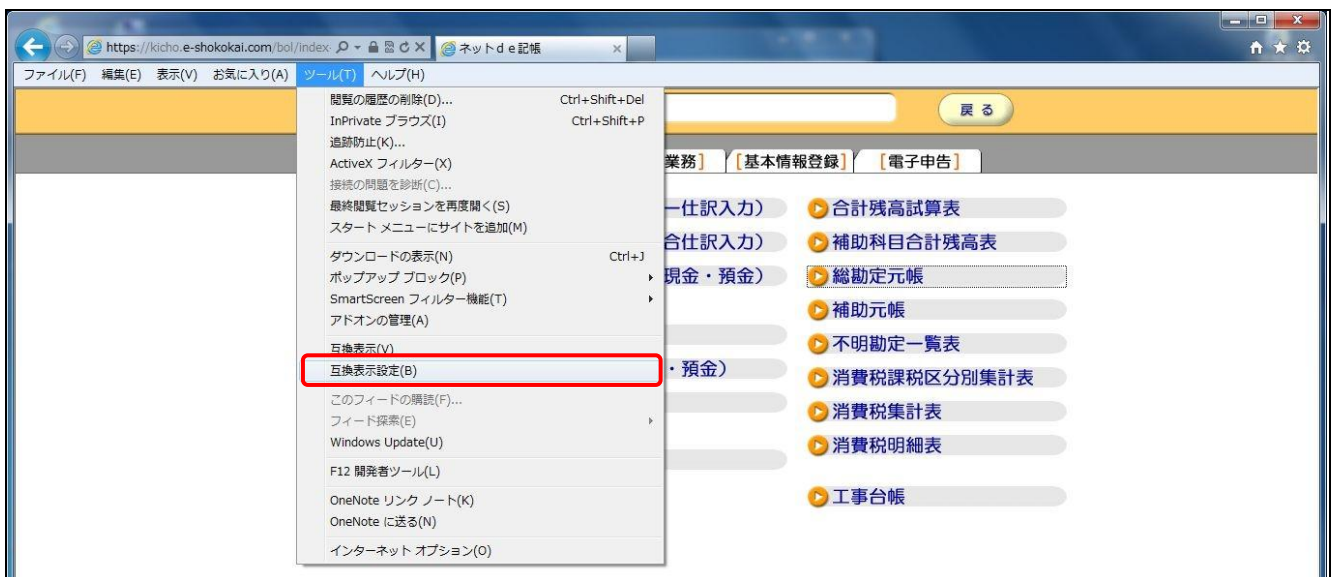 https://kicho.e-shokokai.com/bol/index
ネットｄｅ記帳
ファイル(F) 編集(E) 表示(V) お気に入り(A) ツール(T) ヘルプ(H)
閲覧の履歴の削除(D)... Ctrl+Shift+Del
InPrivate ブラウズ(I) Ctrl+Shift+P
追跡防止(K)...
ActiveX フィルター(X)
接続の問題を診断(C)...
最終閲覧セッションを再度開く(S)
スタート メニューにサイトを追加(M)
ダウンロードの表示(N) Ctrl+J
ポップアップ ブロック(P)
SmartScreen フィルター機能(T)
アドオンの管理(A)
互換表示(V)
互換表示設定(B)
このフィードの購読(F)...
フィード探索(E)
Windows Update(U)
F12 開発者ツール(L)
OneNote リンク ノート(K)
OneNote に送る(N)
インターネット オプション(O)
戻る
業務］ ［基本情報登録］ ［電子申告］
ー仕訳入力）
合仕訳入力）
現金・預金）
・預金）
合計残高試算表
補助科目合計残高表
総勘定元帳
補助元帳
不明勘定一覧表
消費税課税区分別集計表
消費税集計表
消費税明細表
工事台帳